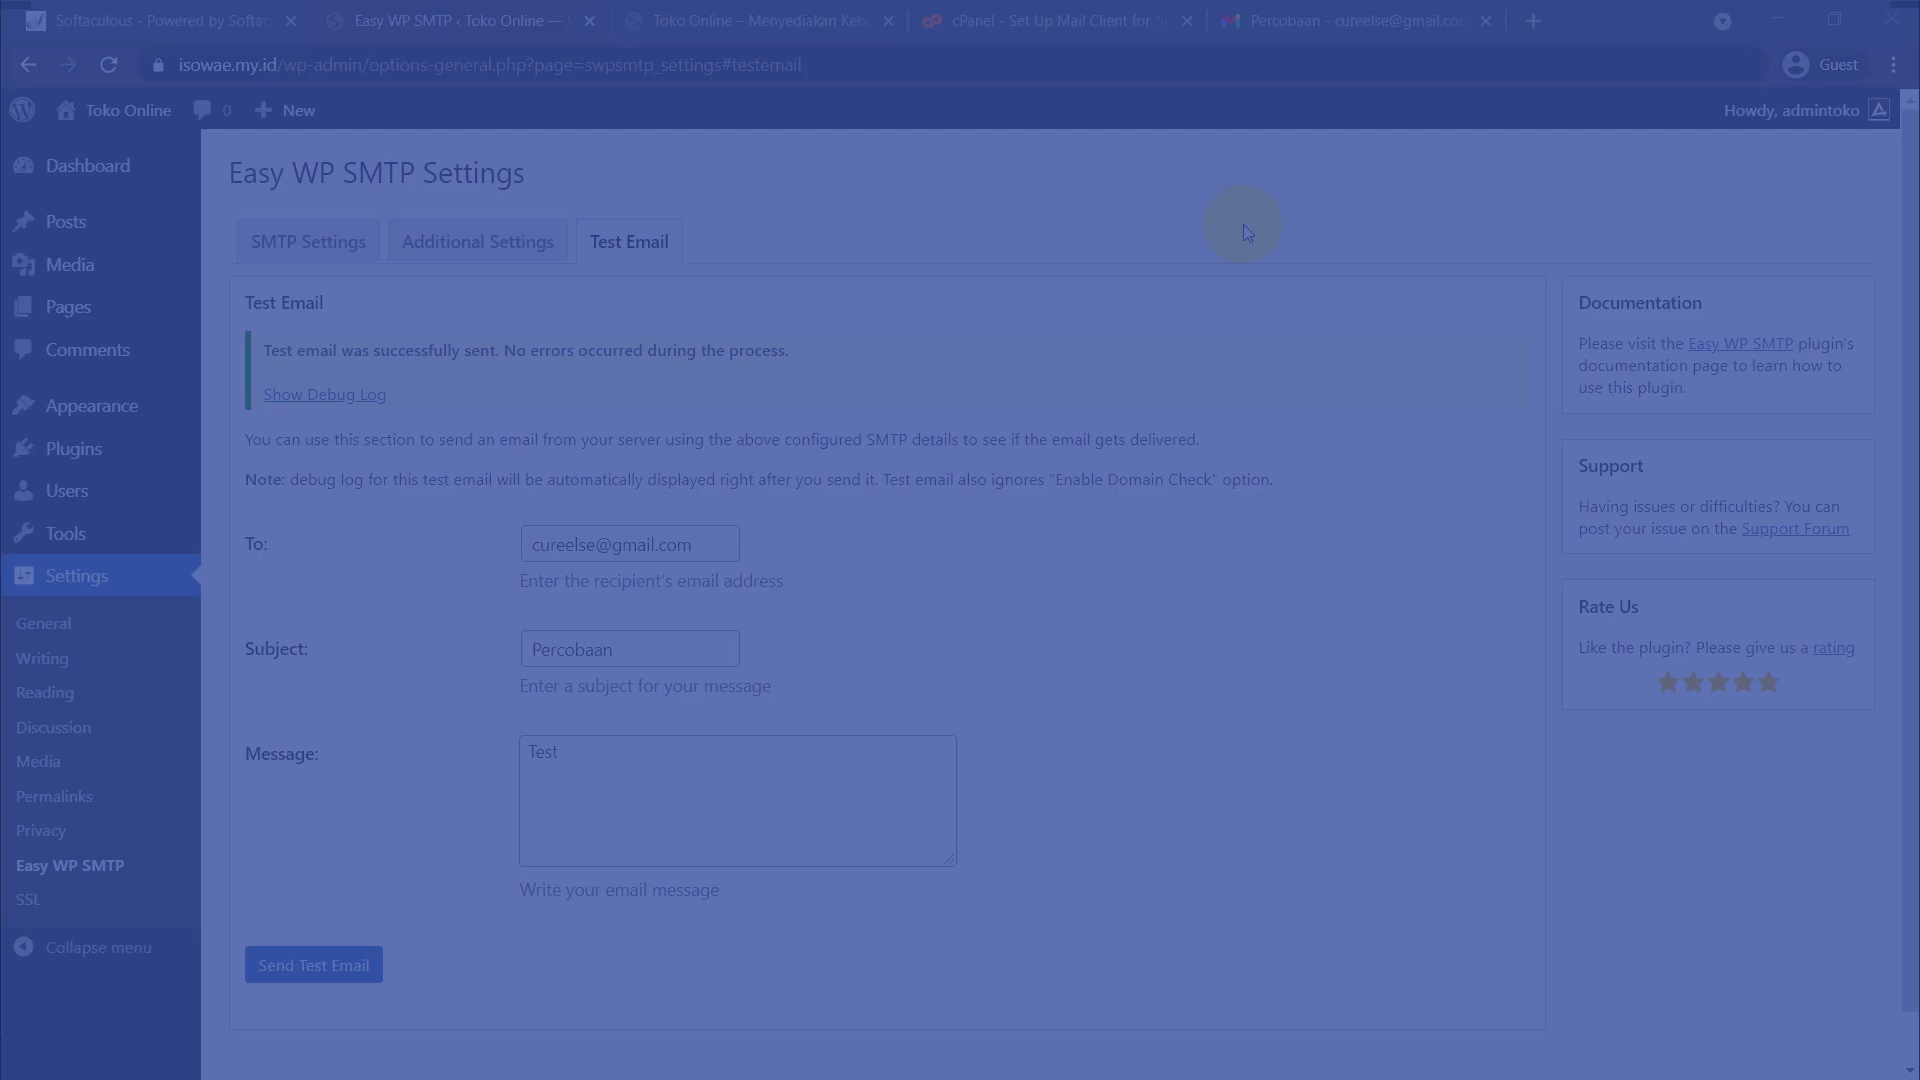 Softaculous - Powered by Softac
Easy WP SMTP ‹ Toko Online —
Toko Online – Menyediakan Keb
cPanel - Set Up Mail Client for "i
Percobaan - cureelse@gmail.co
isowae.my.id/wp-admin/options-general.php?page=swpsmtp_settings#testemail
Guest
Toko Online
0
New
Howdy, admintoko
Dashboard
Posts
Media
Pages
Comments
Appearance
Plugins
Users
Tools
Settings
General
Writing
Reading
Discussion
Media
Permalinks
Privacy
Easy WP SMTP
SSL
Collapse menu
Easy WP SMTP Settings
SMTP Settings
Additional Settings
Test Email
Test Email
Test email was successfully sent. No errors occurred during the process.
Show Debug Log
You can use this section to send an email from your server using the above configured SMTP details to see if the email gets delivered.
Note: debug log for this test email will be automatically displayed right after you send it. Test email also ignores "Enable Domain Check" option.
To:
cureelse@gmail.com
Enter the recipient's email address
Subject:
Percobaan
Enter a subject for your message
Message:
Test
Write your email message
Send Test Email
Documentation
Please visit the Easy WP SMTP plugin's
documentation page to learn how to
use this plugin.
Support
Having issues or difficulties? You can
post your issue on the Support Forum
Rate Us
Like the plugin? Please give us a rating